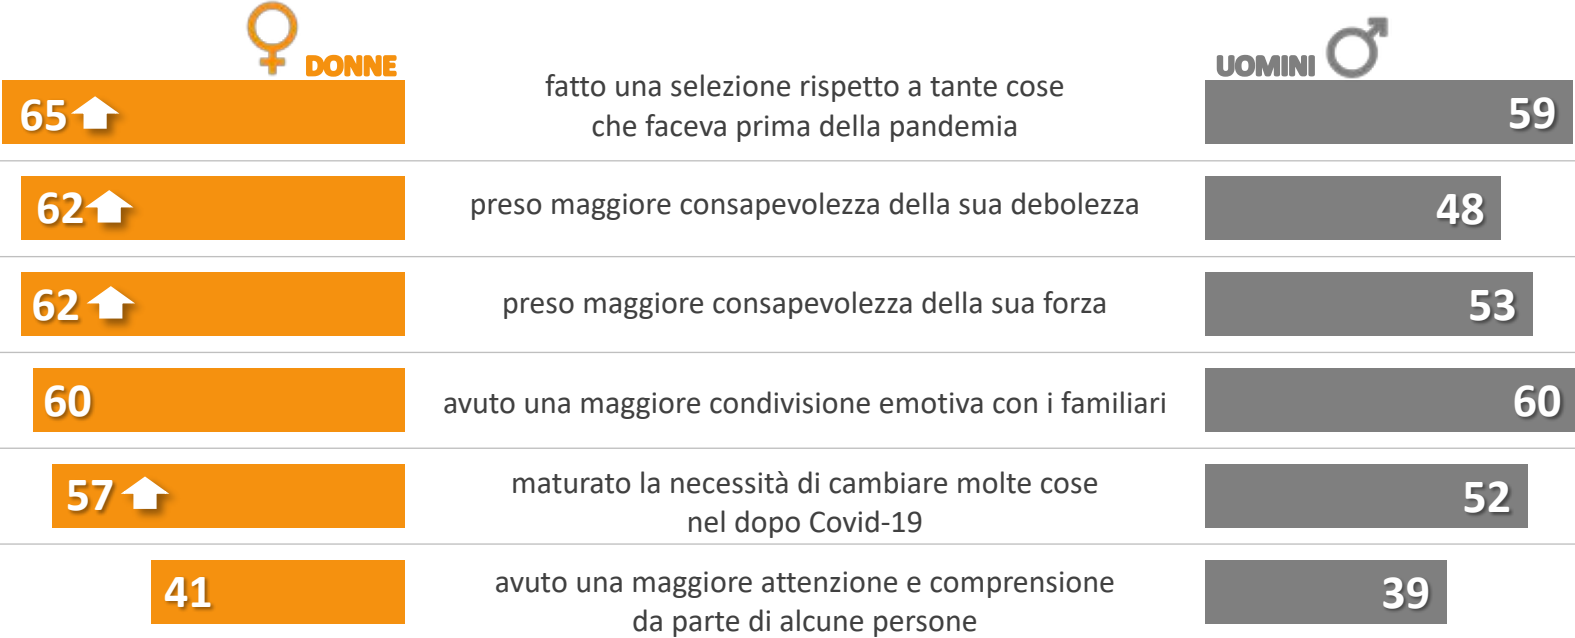 DONNE
UOMINI
65
fatto una selezione rispetto a tante cose
che faceva prima della pandemia
59
62
preso maggiore consapevolezza della sua debolezza
48
62
preso maggiore consapevolezza della sua forza
53
60
avuto una maggiore condivisione emotiva con i familiari
60
57
maturato la necessità di cambiare molte cose
nel dopo Covid-19
52
41
avuto una maggiore attenzione e comprensione
da parte di alcune persone
39